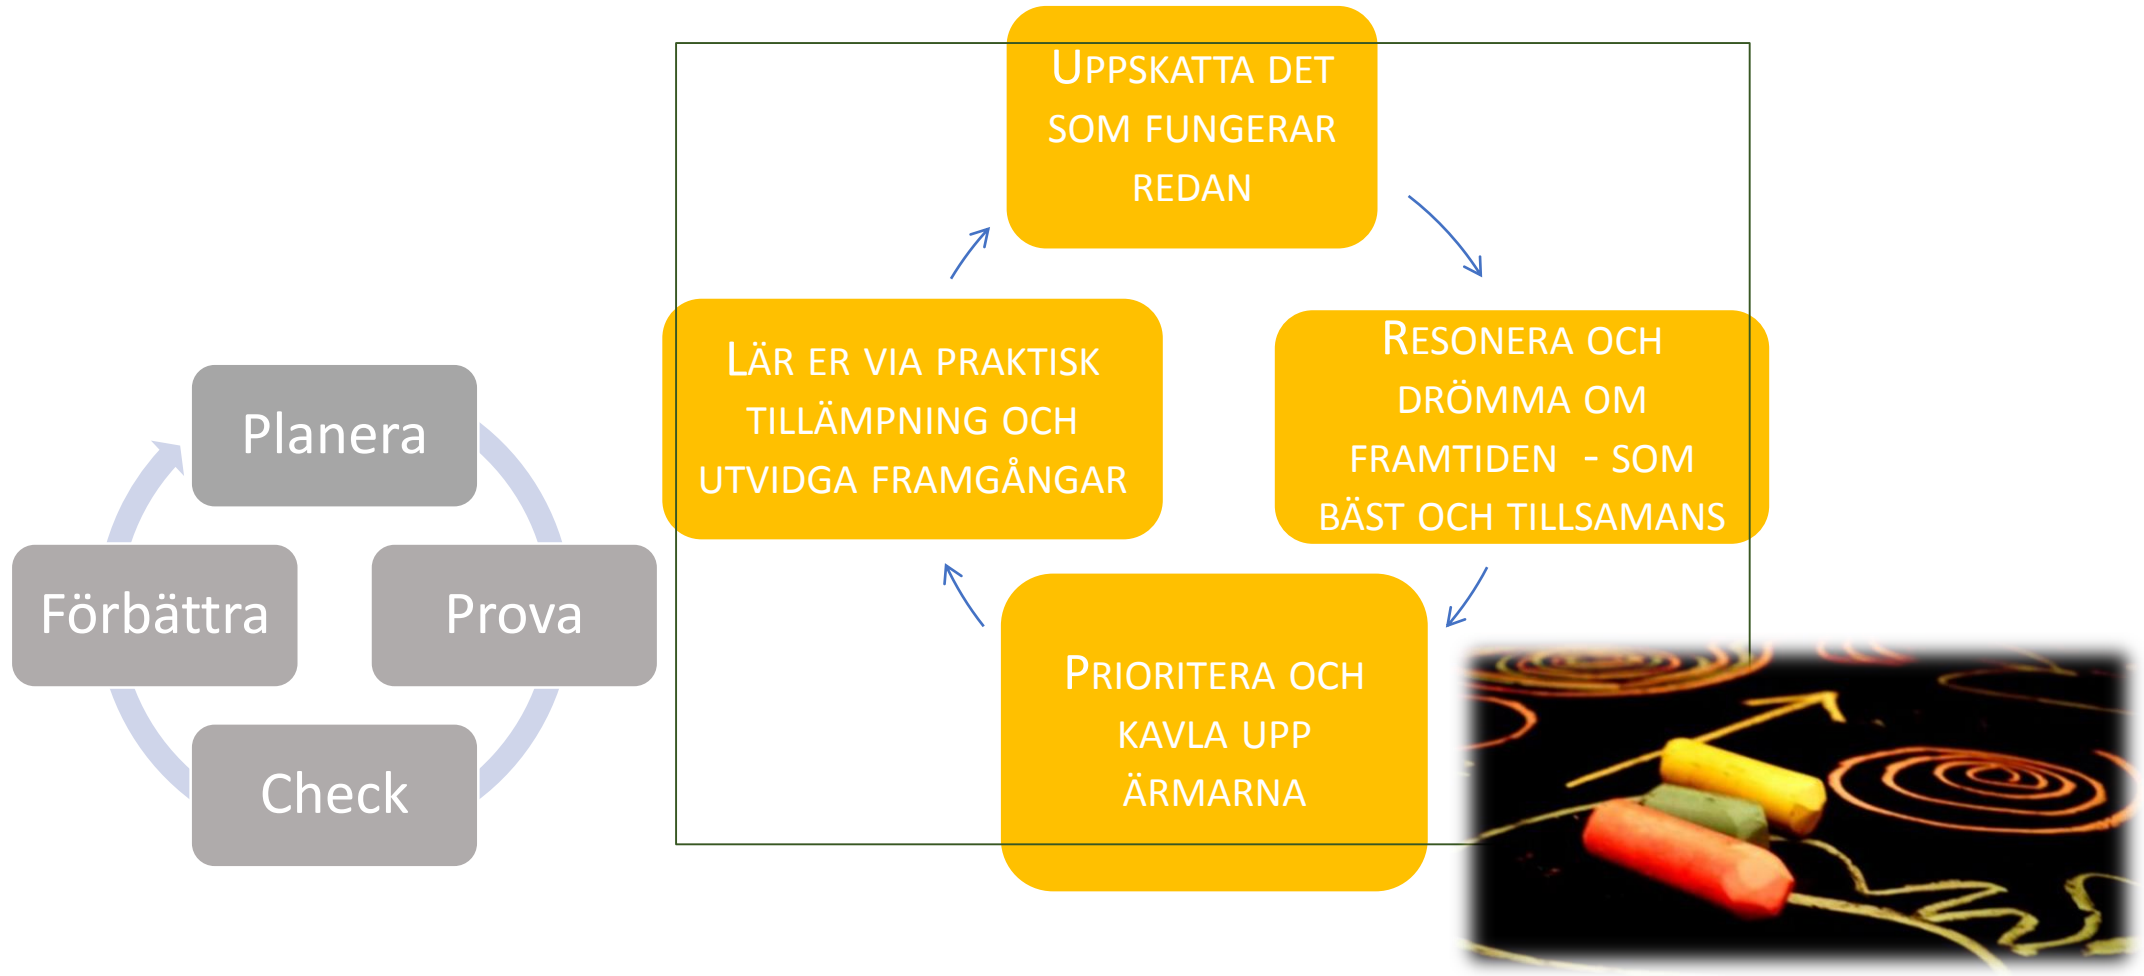 Planera
Prova
Check
Förbättra
UPPSKATTA DET
SOM FUNGERAR
REDAN
RESONERA OCH
DRÖMMA OM
FRAMTIDEN - SOM
BÄST OCH TILLSAMANS
PRIORITERA OCH
KAVLA UPP
ÄRMARNA
LÄR ER VIA PRAKTISK
TILLÄMPNING OCH
UTVIDGA FRAMGÅNGAR